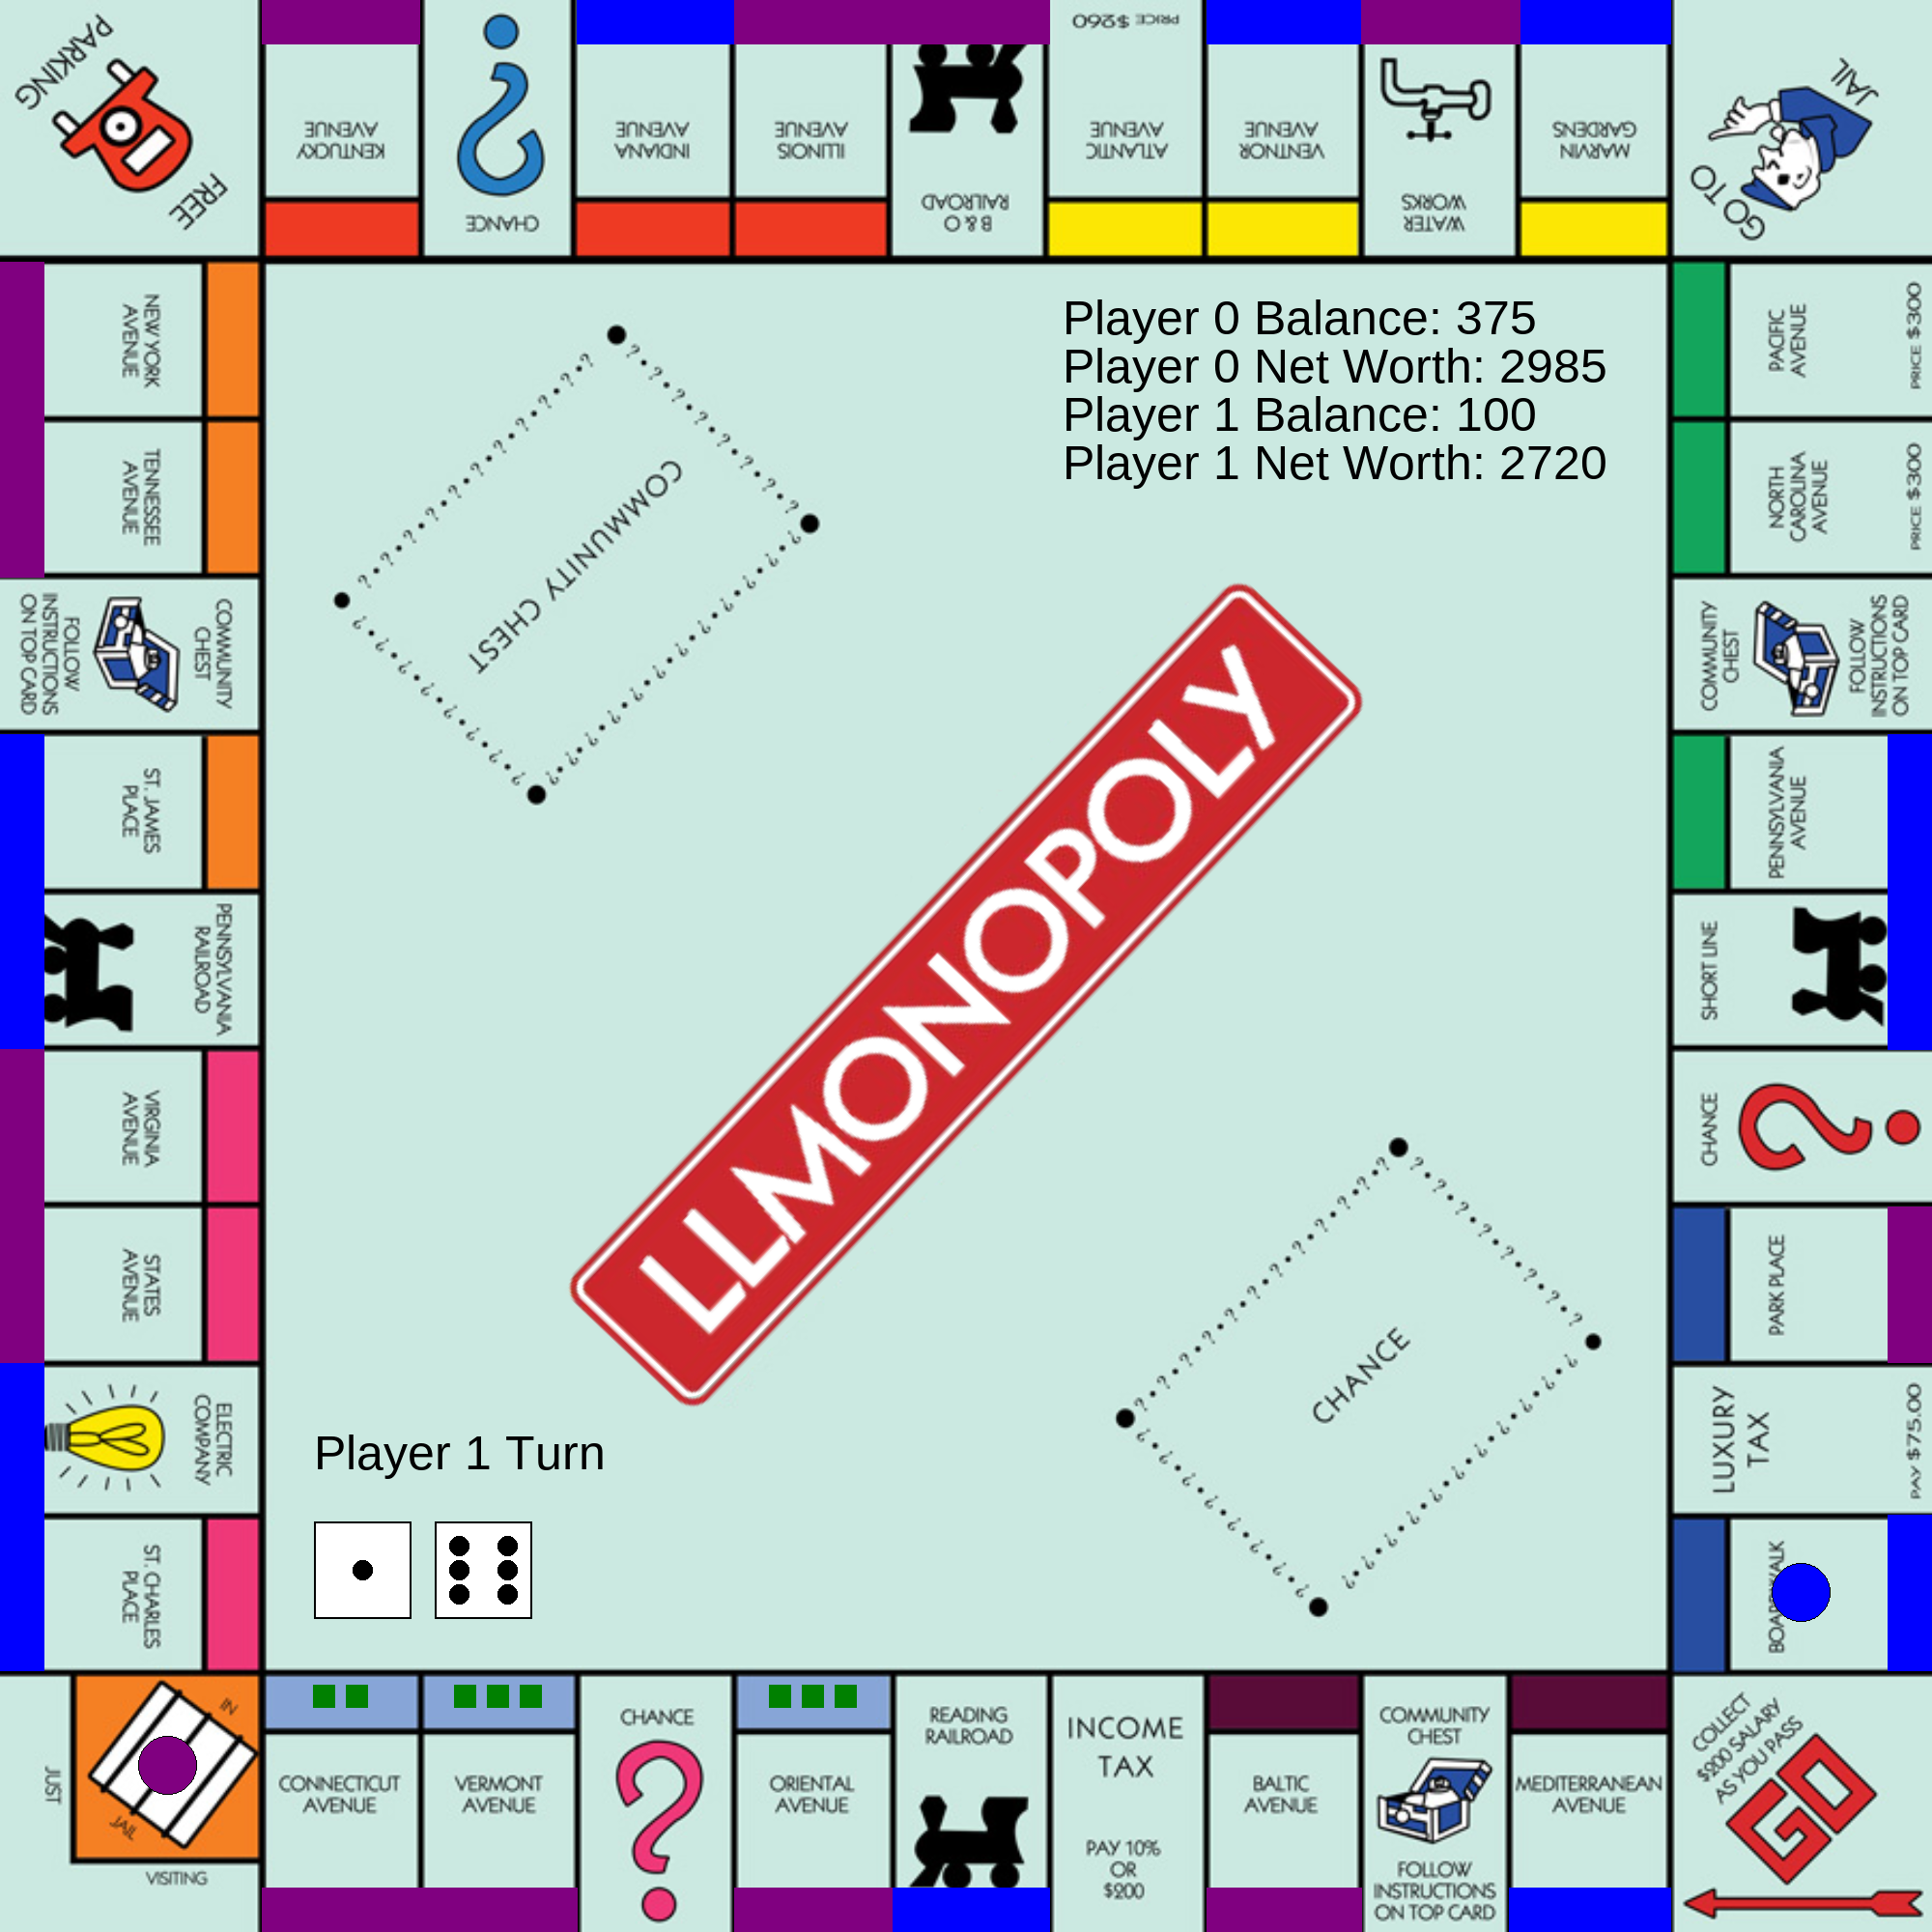 PARKING
FREE
KENTUCKY
AVENUE
CHANCE
INDIANA
AVENUE
ILLINOIS
AVENUE
B & O
RAILROAD
PRICE $260
ATLANTIC
AVENUE
VENTNOR
AVENUE
WATER
WORKS
MARVIN
GARDENS
GO TO
JAIL
NEW YORK
AVENUE
TENNESSEE
AVENUE
COMMUNITY
CHEST
FOLLOW
INSTRUCTIONS
ON TOP CARD
ST. JAMES
PLACE
PENNSYLVANIA
RAILROAD
VIRGINIA
AVENUE
STATES
AVENUE
ELECTRIC
COMPANY
ST. CHARLES
PLACE
Player 0 Balance: 375
Player 0 Net Worth: 2985
Player 1 Balance: 100
Player 1 Net Worth: 2720
COMMUNITY CHEST
LLMONOPOLY
CHANCE
Player 1 Turn
PACIFIC
AVENUE
PRICE $300
NORTH
CAROLINA
AVENUE
PRICE $300
COMMUNITY
CHEST
FOLLOW
INSTRUCTIONS
ON TOP CARD
PENNSYLVANIA
AVENUE
SHORT LINE
CHANCE
PARK PLACE
LUXURY
TAX
PAY $75.00
BOARDWALK
JUST
VISITING
IN
JAIL
CONNECTICUT
AVENUE
VERMONT
AVENUE
CHANCE
ORIENTAL
AVENUE
READING
RAILROAD
INCOME
TAX
PAY 10%
OR
$200
BALTIC
AVENUE
COMMUNITY
CHEST
FOLLOW
INSTRUCTIONS
ON TOP CARD
MEDITERRANEAN
AVENUE
COLLECT
$200 SALARY
AS YOU PASS
GO